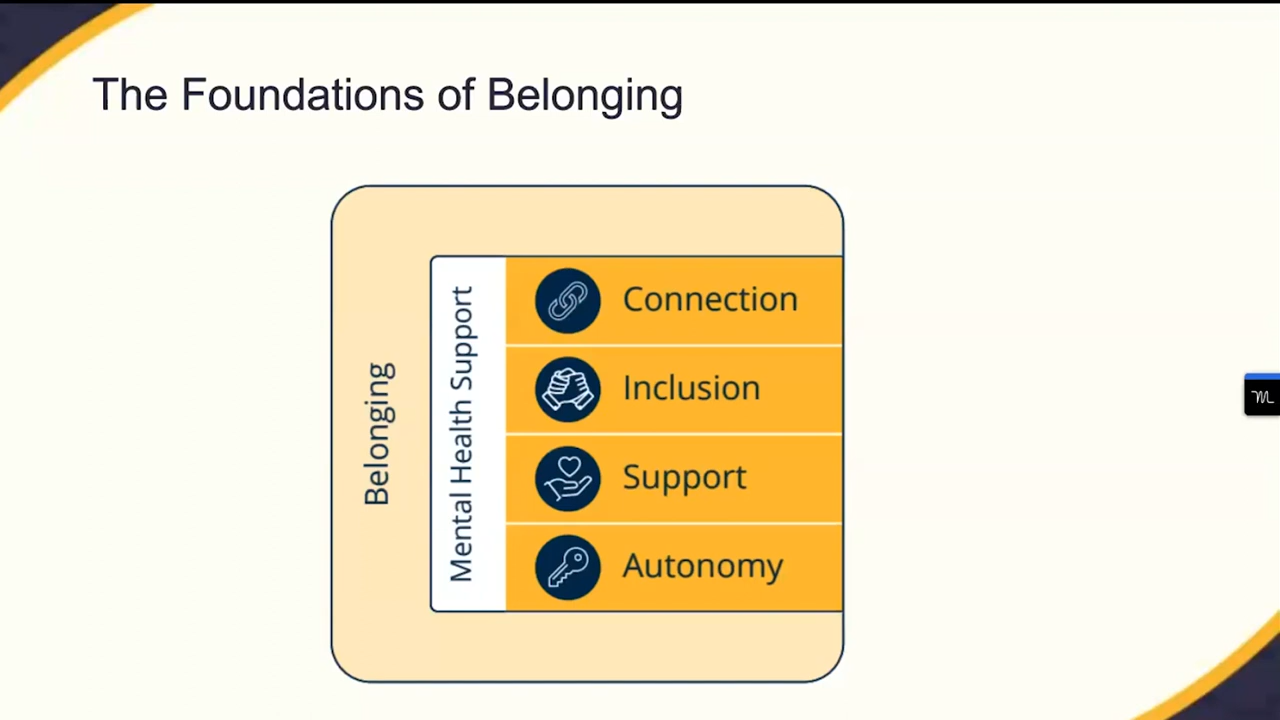 The Foundations of Belonging
Belonging
Mental Health Support
Connection
Inclusion
Support
Autonomy